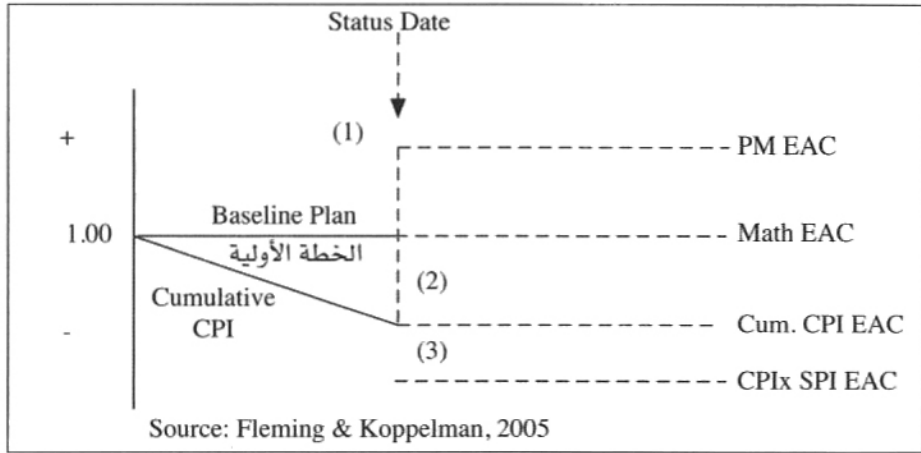 Status Date
(1)
+
PM EAC
Baseline Plan
1.00
Math EAC
الخطة الأولية
(2)
Cumulative
CPI
-
Cum. CPI EAC
(3)
CPIx SPI EAC
Source: Fleming & Koppelman, 2005